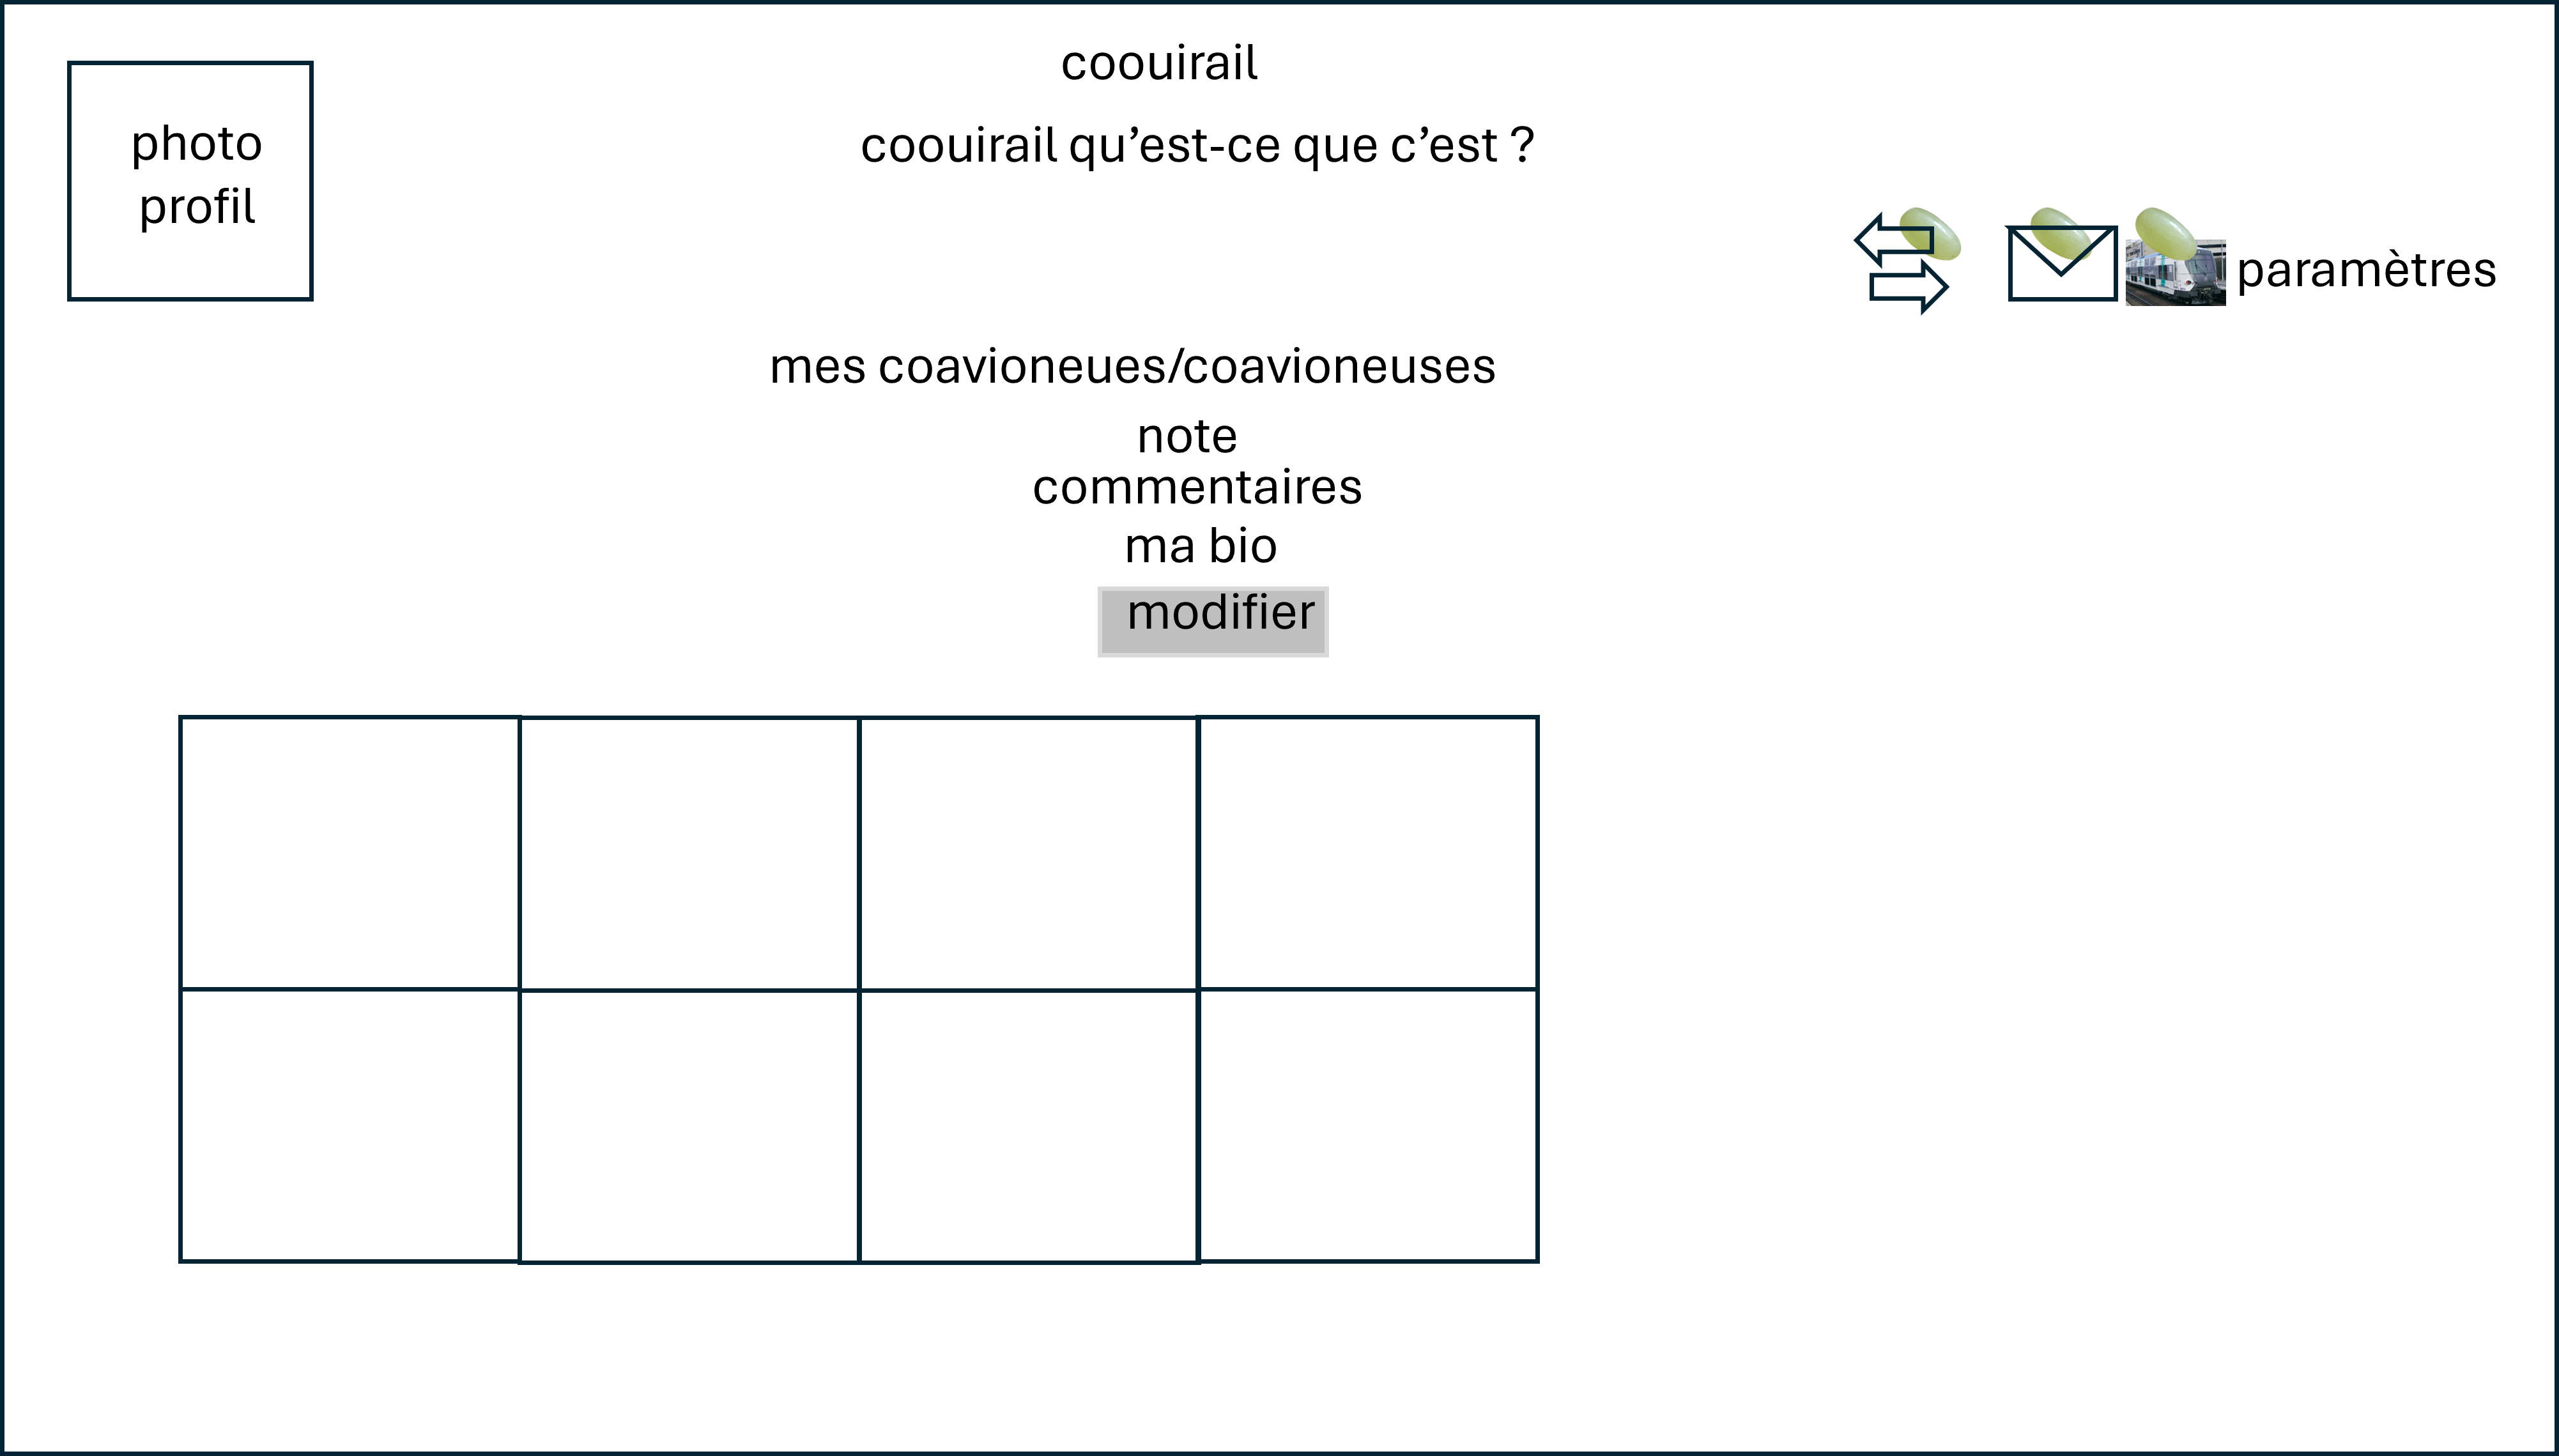 coouirail
photo
profil
coouirail qu’est-ce que c’est ?
paramètres
mes coavioneues/coavioneuses
note
commentaires
ma bio
modifier